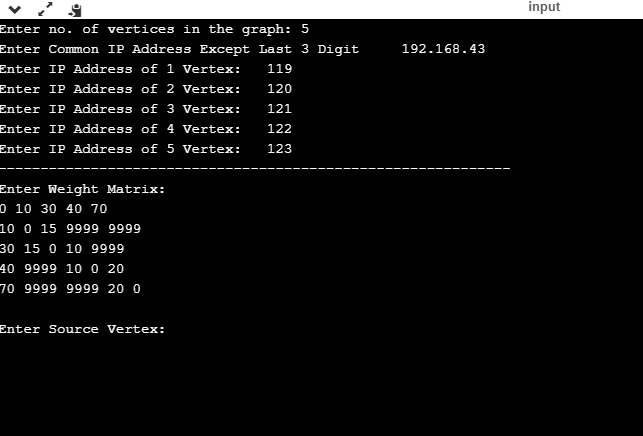 input
Enter no. of vertices in the graph: 5
Enter Common IP Address Except Last 3 Digit 192.168.43
Enter IP Address of 1 Vertex: 119
Enter IP Address of 2 Vertex: 120
Enter IP Address of 3 Vertex: 121
Enter IP Address of 4 Vertex: 122
Enter IP Address of 5 Vertex: 123
--------------------------------------------------------------
Enter Weight Matrix:
0 10 30 40 70
10 0 15 9999 9999
30 15 0 10 9999
40 9999 10 0 20
70 9999 9999 20 0
Enter Source Vertex: